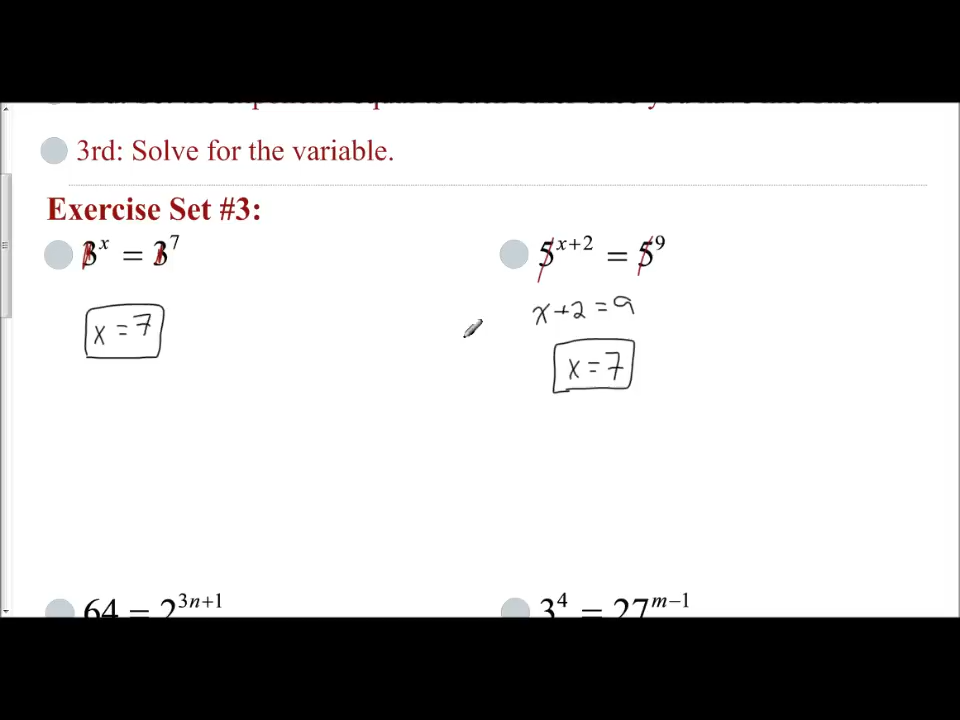 3rd: Solve for the variable.
Exercise Set #3:
3^x = 3^7
5^{x+2} = 5^9
x = 7
x+2 = 9
x = 7
64 = 2^{3n+1}
3^4 = 27^{m−1}